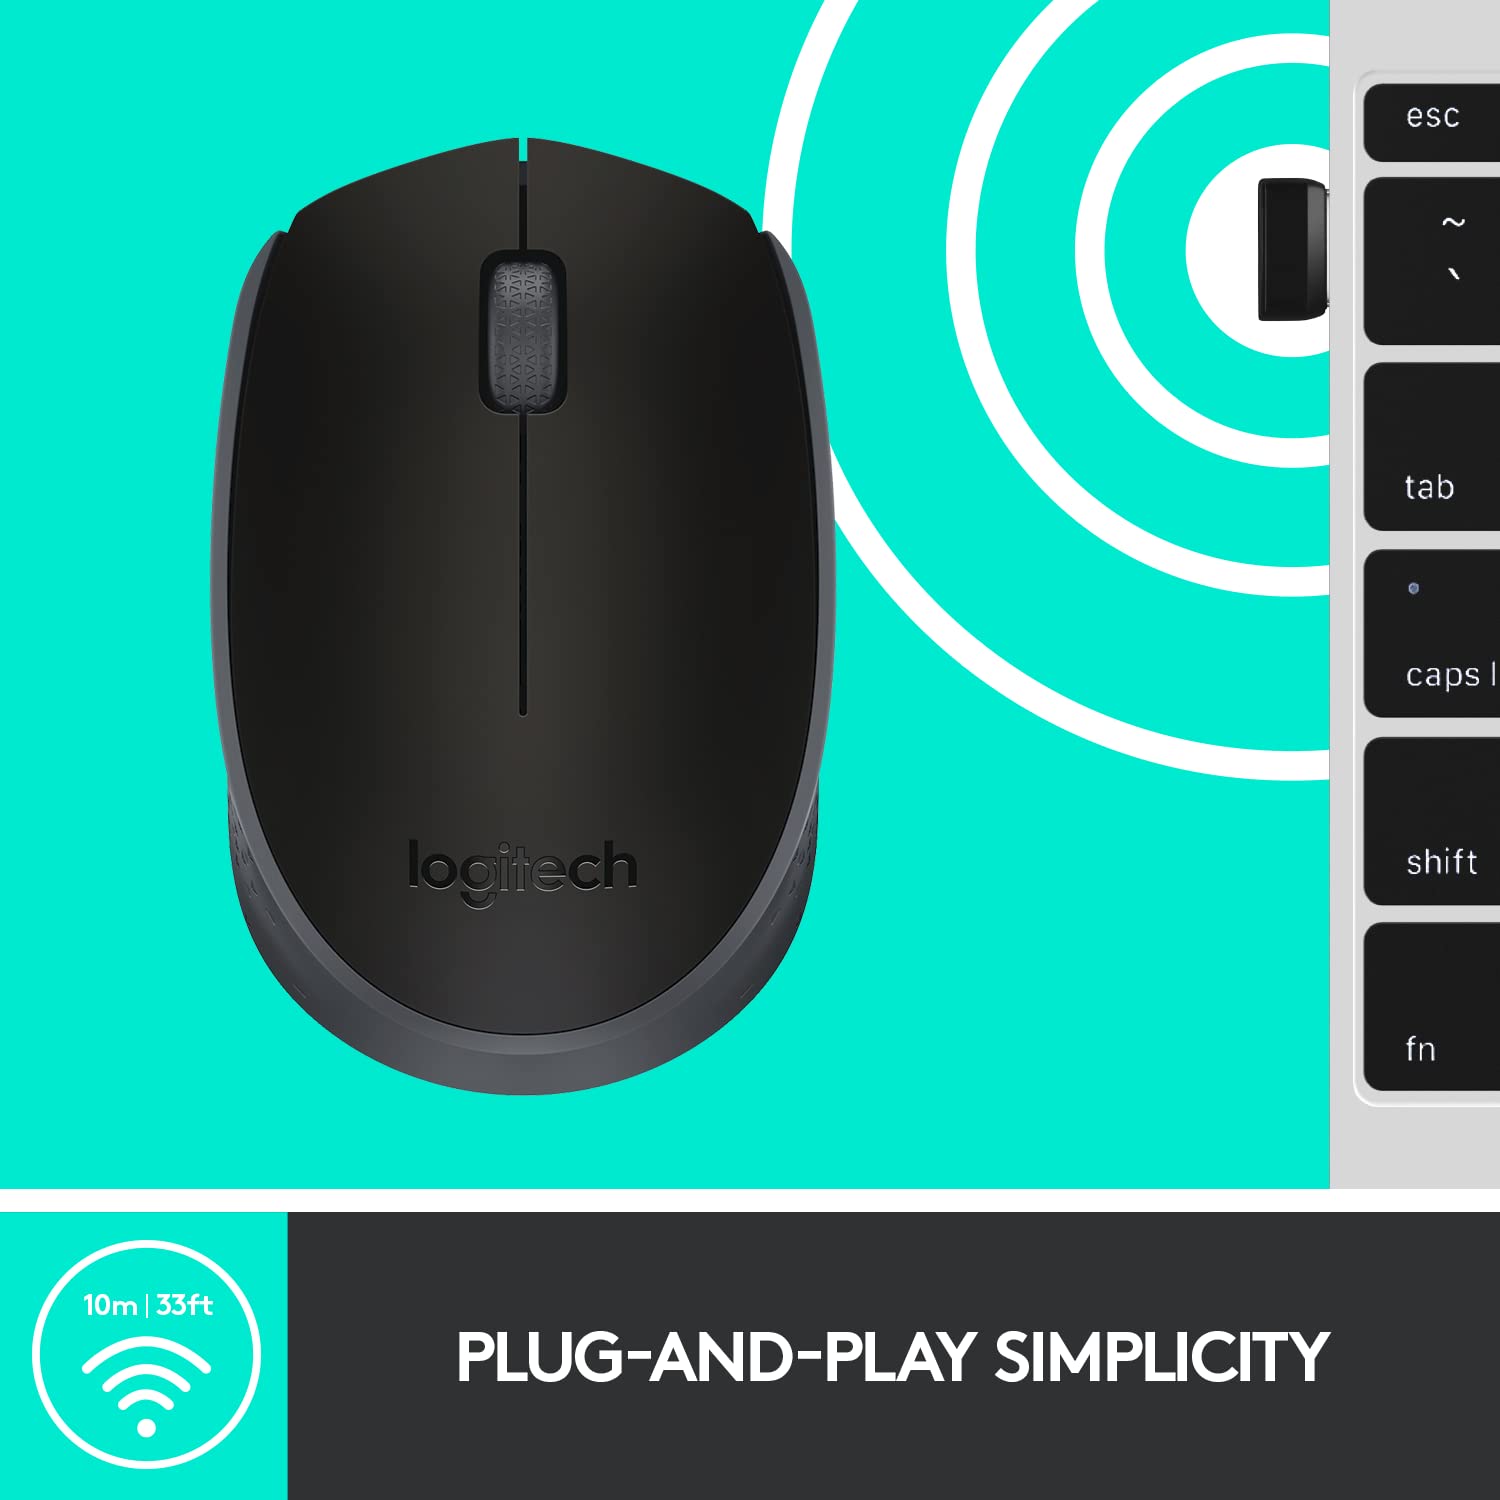 esc
~
`
tab
caps l
shift
fn
logitech
10m | 33ft
PLUG-AND-PLAY SIMPLICITY